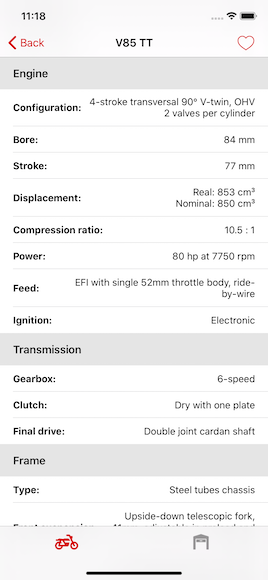 11:18
Back
V85 TT
Engine
Configuration: 4-stroke transversal 90° V-twin, OHV
2 valves per cylinder
Bore: 84 mm
Stroke: 77 mm
Displacement: Real: 853 cm³
Nominal: 850 cm³
Compression ratio: 10.5 : 1
Power: 80 hp at 7750 rpm
Feed: EFI with single 52mm throttle body, ride-
by-wire
Ignition: Electronic
Transmission
Gearbox: 6-speed
Clutch: Dry with one plate
Final drive: Double joint cardan shaft
Frame
Type: Steel tubes chassis
Upside-down telescopic fork,